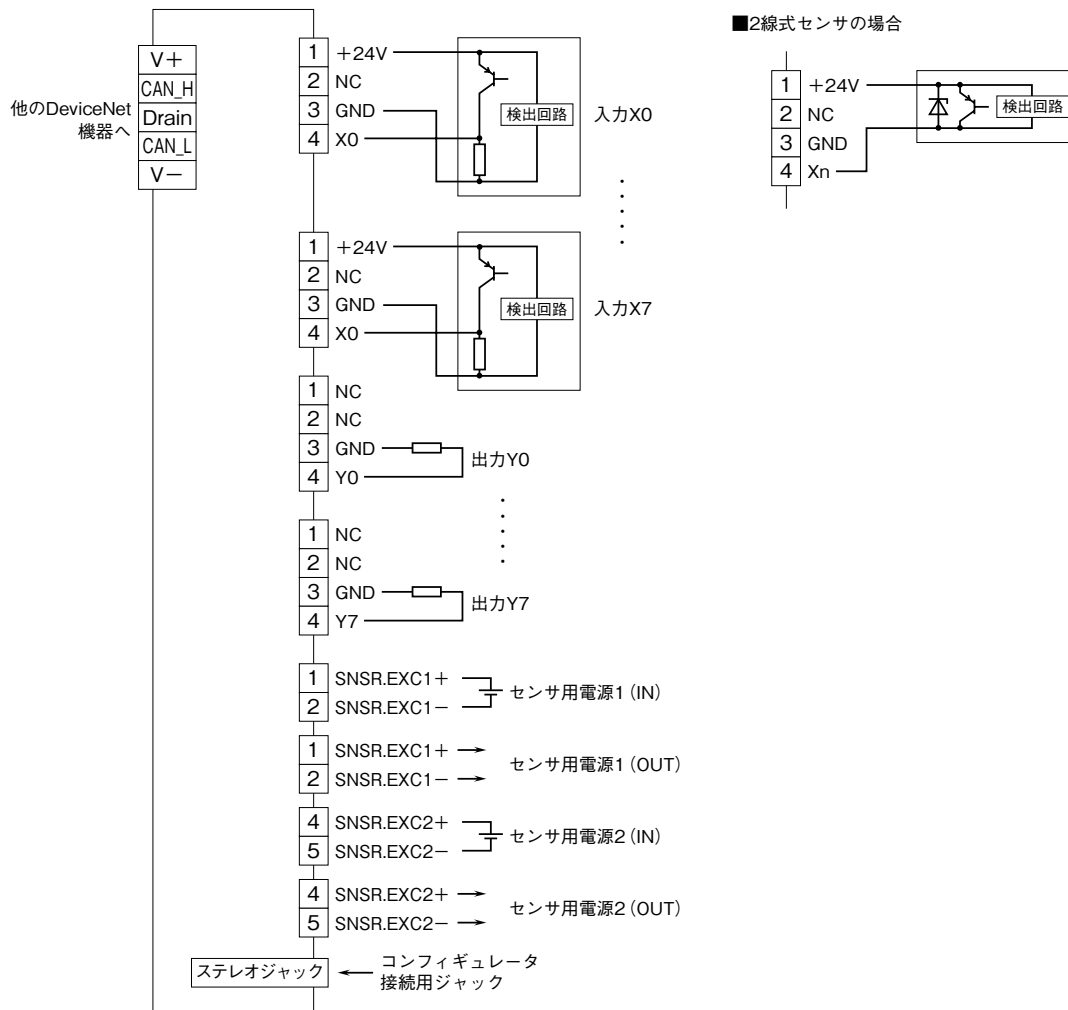 他のDeviceNet
機器へ
V+
CAN_H
Drain
CAN_L
V−
1 +24V
2 NC
3 GND
4 X0
検出回路
入力X0
1 +24V
2 NC
3 GND
4 X0
検出回路
入力X7
1 NC
2 NC
3 GND
4 Y0
出力Y0
1 NC
2 NC
3 GND
4 Y7
出力Y7
1 SNSR.EXC1+
2 SNSR.EXC1−
センサ用電源1 (IN)
1 SNSR.EXC1+
2 SNSR.EXC1−
センサ用電源1 (OUT)
4 SNSR.EXC2+
5 SNSR.EXC2−
センサ用電源2 (IN)
4 SNSR.EXC2+
5 SNSR.EXC2−
センサ用電源2 (OUT)
ステレオジャック
コンフィギュレータ
接続用ジャック
■2線式センサの場合
1 +24V
2 NC
3 GND
4 Xn
検出回路